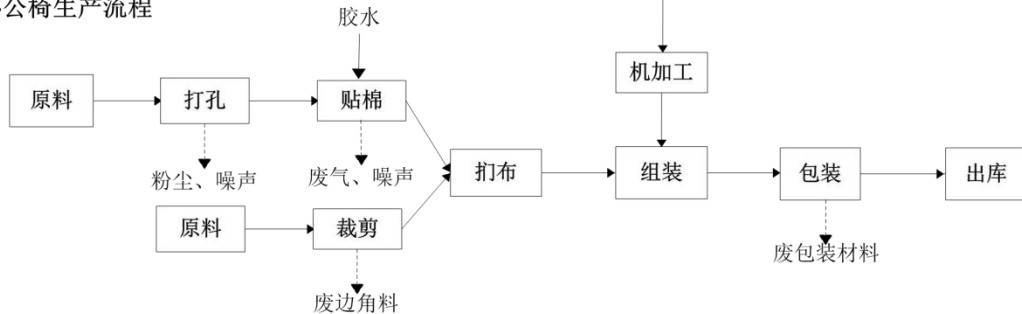 公椅生产流程
胶水
机加工
原料
打孔
贴棉
粉尘、噪声
废气、噪声
扪布
组装
包装
出库
原料
裁剪
废包装材料
废边角料